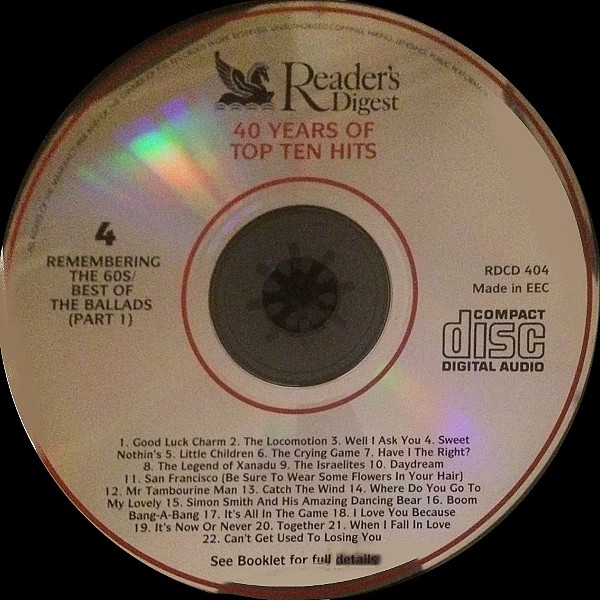 Reader's
Digest
40 YEARS OF
TOP TEN HITS
4
REMEMBERING
THE 60S/
BEST OF
THE BALLADS
(PART 1)
RDCD 404
Made in EEC
COMPACT
disc
DIGITAL AUDIO
1. Good Luck Charm 2. The Locomotion 3. Well I Ask You 4. Sweet
Nothin's 5. Little Children 6. The Crying Game 7. Have I The Right?
8. The Legend of Xanadu 9. The Israelites 10. Daydream
11. San Francisco (Be Sure To Wear Some Flowers In Your Hair)
12. Mr Tambourine Man 13. Catch The Wind 14. Where Do You Go To
My Lovely 15. Simon Smith And His Amazing Dancing Bear 16. Boom
Bang-A-Bang 17. It's All In The Game 18. I Love You Because
19. It's Now Or Never 20. Together 21. When I Fall In Love
22. Can't Get Used To Losing You
See Booklet for full details